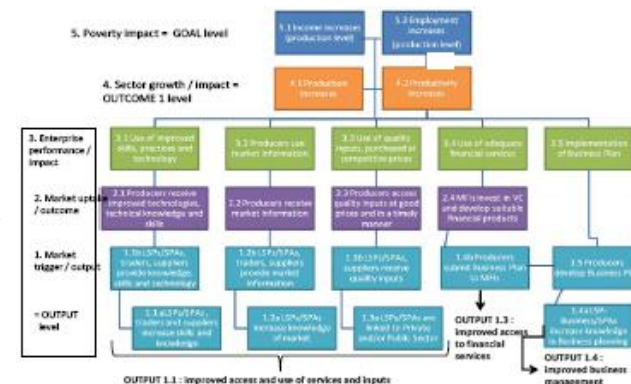 5. Poverty impact = GOAL level
5.1 Income increases
(production level)
5.2 Employment
increases
(production level)
4. Sector growth / impact =
OUTCOME 1 level
4.1 Production
increases
4.2 Productivity
increases
3. Enterprise
performance /
impact
3.1 Use of improved
skills, practices and
technology
3.2 Producers use
market information
3.3 Use of quality
inputs, purchased at
competitive prices
3.4 Use of adequate
financial services
3.5 Implementation
of Business Plan
2. Market uptake
/ outcome
2.1 Producers receive
improved technologies,
technical knowledge and
skills
2.2 Producers receive
market information
2.3 Producers access
quality inputs at good
prices and in a timely
manner
2.4 MFIs invest in VC
and develop suitable
financial products
1. Market
trigger / output
= OUTPUT
level
1.1b LSPs/SPAs,
traders, suppliers
provide knowledge,
skills and technology
1.2b LSPs/SPAs,
traders, suppliers
provide market
information
1.3b LSPs/SPAs,
suppliers receive
quality inputs
1.4b Producers
submit Business Plan
to MFIs
1.5 Producers
develop Business Pl
1.1a LSPs/SPAs,
traders and suppliers
increase skills and
knowledge
1.2a LSPs/SPAs
increase knowledge
of market
1.3a LSPs/SPAs are
linked to Private
and/or Public Sector
1.4a LSP-
Business/SPAs
increase knowledge
in Business planning
OUTPUT 1.3 :
improved access
to financial
services
OUTPUT 1.4 :
improved business
management
OUTPUT 1.1 : improved access and use of services and inputs